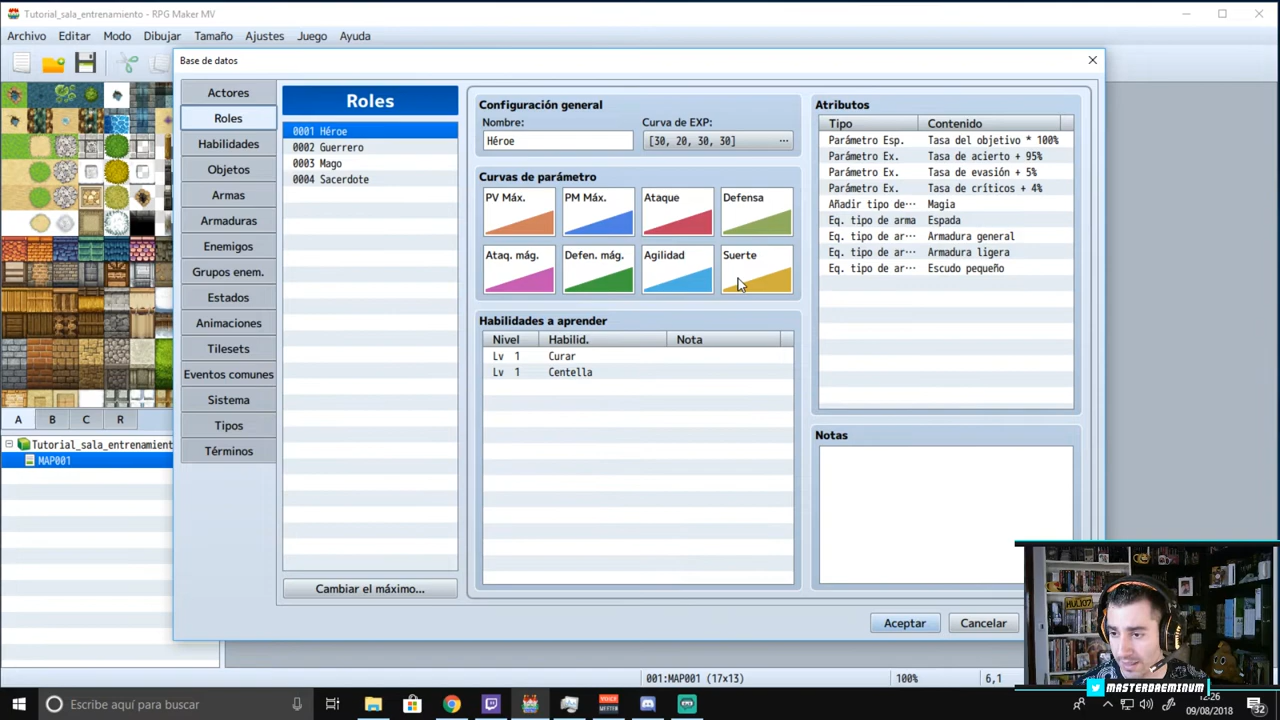 Tutorial_sala_entrenamiento - RPG Maker MV
Archivo Editar Modo Dibujar Tamaño Ajustes Juego Ayuda
Base de datos
Actores
Roles
Habilidades
Objetos
Armas
Armaduras
Enemigos
Grupos enem.
Estados
Animaciones
Tilesets
Eventos comunes
Sistema
Tipos
Términos
Roles
0001 Héroe
0002 Guerrero
0003 Mago
0004 Sacerdote
Cambiar el máximo...
Configuración general
Nombre: Curva de EXP:
Héroe [30, 20, 30, 30] ...
Curvas de parámetro
PV Máx. PM Máx. Ataque Defensa
Ataq. mág. Defen. mág. Agilidad Suerte
Habilidades a aprender
Nivel Habilid. Nota
Lv 1 Curar
Lv 1 Centella
Atributos
Tipo Contenido
Parámetro Esp. Tasa del objetivo * 100%
Parámetro Ex. Tasa de acierto + 95%
Parámetro Ex. Tasa de evasión + 5%
Parámetro Ex. Tasa de críticos + 4%
Añadir tipo de··· Magia
Eq. tipo de arma Espada
Eq. tipo de ar··· Armadura general
Eq. tipo de ar··· Armadura ligera
Eq. tipo de ar··· Escudo pequeño
Notas
Aceptar Cancelar
A B C R
Tutorial_sala_entrenamient
MAP001
001:MAP001 (17x13) 100% 6,1
MASTERDAEMINUM
Escribe aquí para buscar
12:26
09/08/2018
32